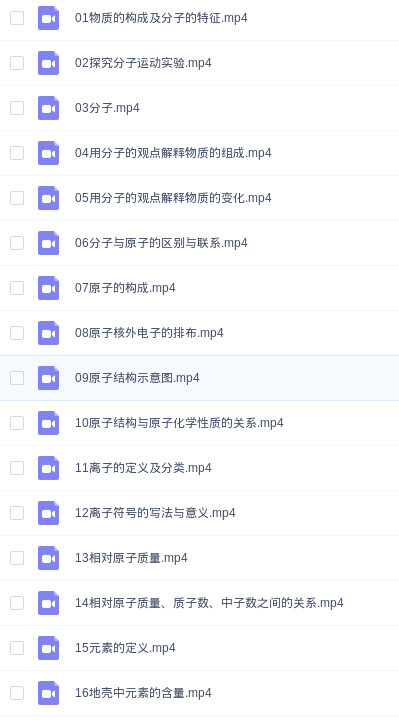 01物质的构成及分子的特征.mp4
02探究分子运动实验.mp4
03分子.mp4
04用分子的观点解释物质的组成.mp4
05用分子的观点解释物质的变化.mp4
06分子与原子的区别与联系.mp4
07原子的构成.mp4
08原子核外电子的排布.mp4
09原子结构示意图.mp4
10原子结构与原子化学性质的关系.mp4
11离子的定义及分类.mp4
12离子符号的写法与意义.mp4
13相对原子质量.mp4
14相对原子质量、质子数、中子数之间的关系.mp4
15元素的定义.mp4
16地壳中元素的含量.mp4